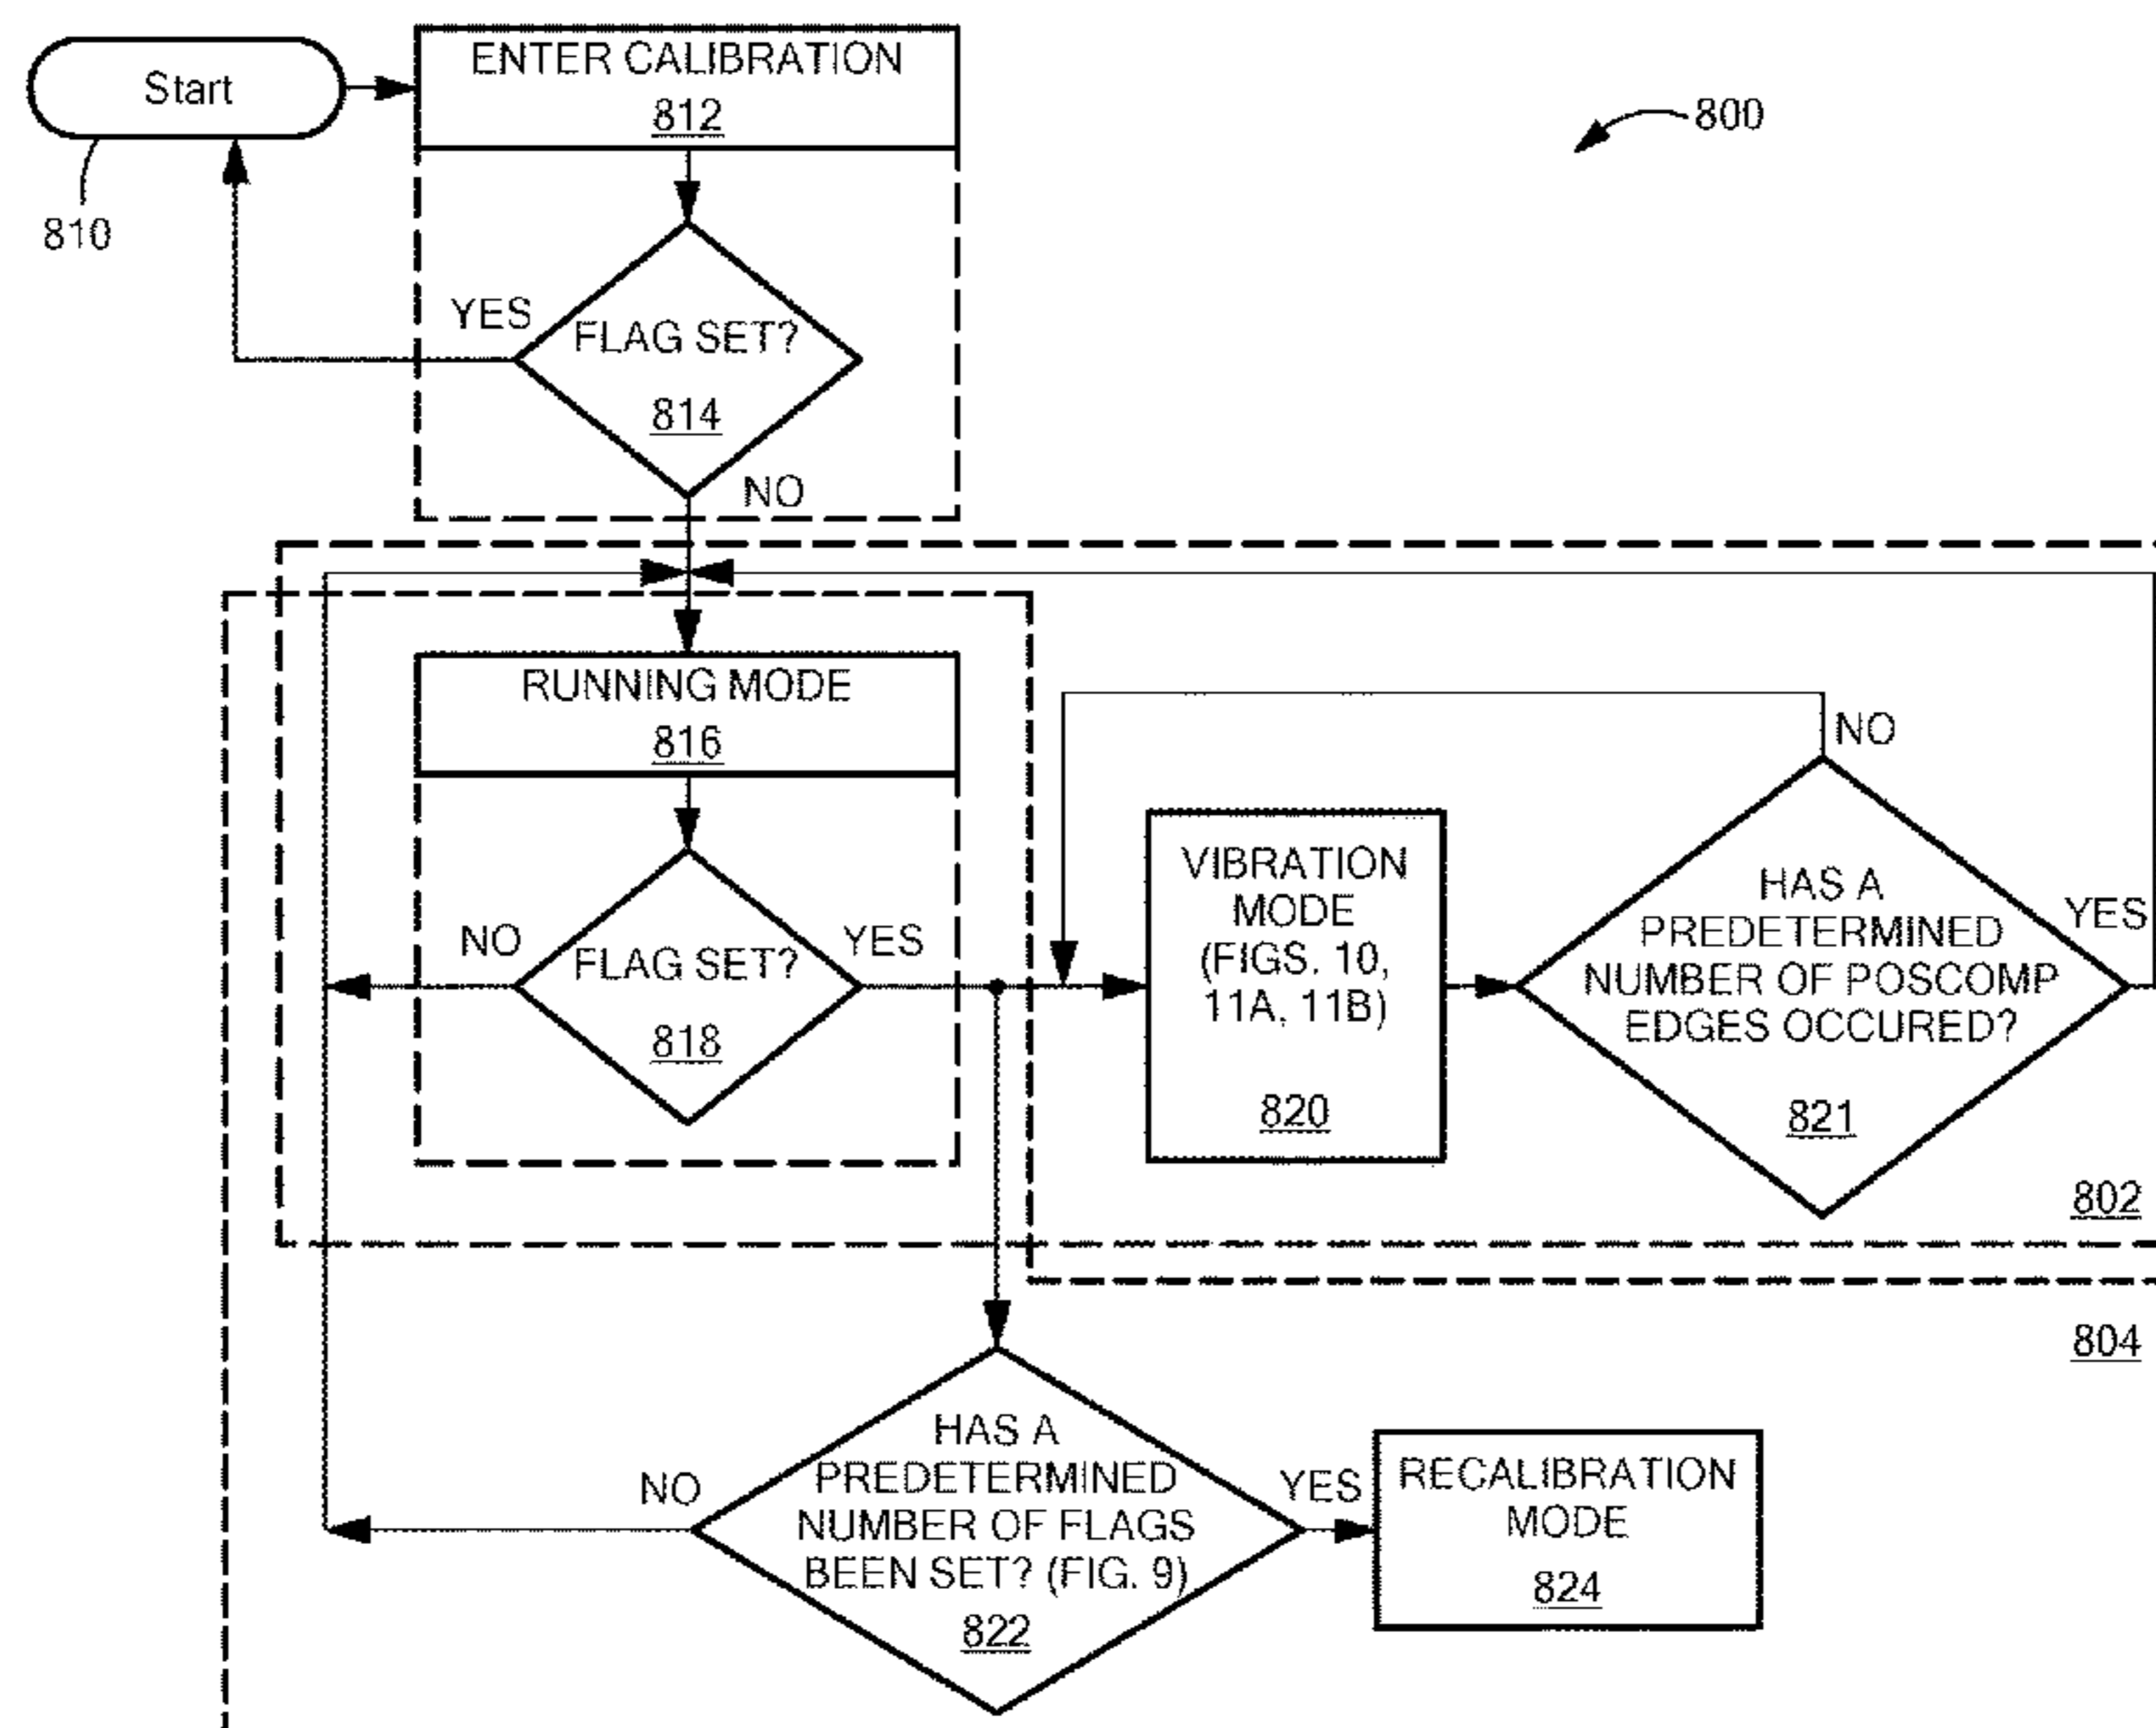 Start
810
ENTER CALIBRATION
812
800
YES
FLAG SET?
814
NO
RUNNING MODE
816
NO
FLAG SET?
YES
818
VIBRATION
MODE
(FIGS. 10,
11A, 11B)
820
NO
HAS A
PREDETERMINED
NUMBER OF POSCOMP
EDGES OCCURED?
YES
821
802
804
NO
HAS A
PREDETERMINED
NUMBER OF FLAGS
BEEN SET? (FIG. 9)
822
YES
RECALIBRATION
MODE
824